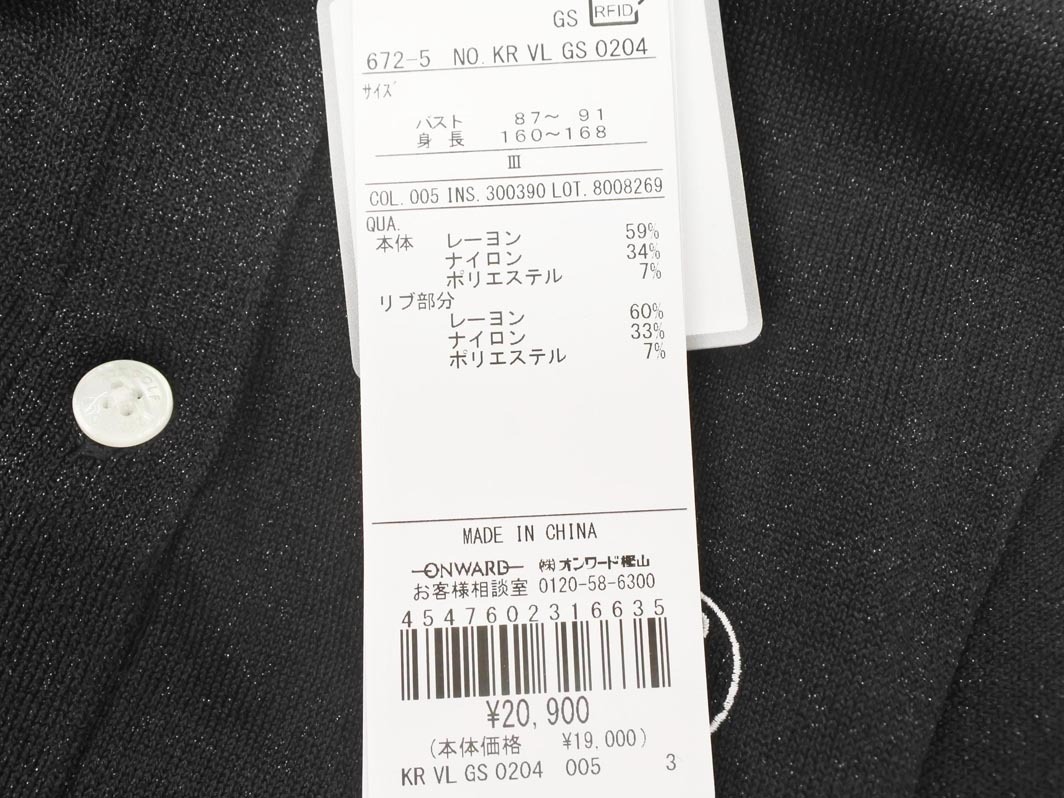 GS RFID
672-5 NO. KR VL GS 0204
サイズ
バスト 87〜 91
身 長 160〜168
Ⅲ
COL. 005 INS. 300390 LOT. 8008269
QUA.
本体 レーヨン 59%
ナイロン 34%
ポリエステル 7%
リブ部分
レーヨン 60%
ナイロン 33%
ポリエステル 7%
MADE IN CHINA
ONWARD ㈱オンワード樫山
お客様相談室 0120-58-6300
4547602316635
¥20,900
(本体価格 ¥19,000)
KR VL GS 0204 005 3
GOLF